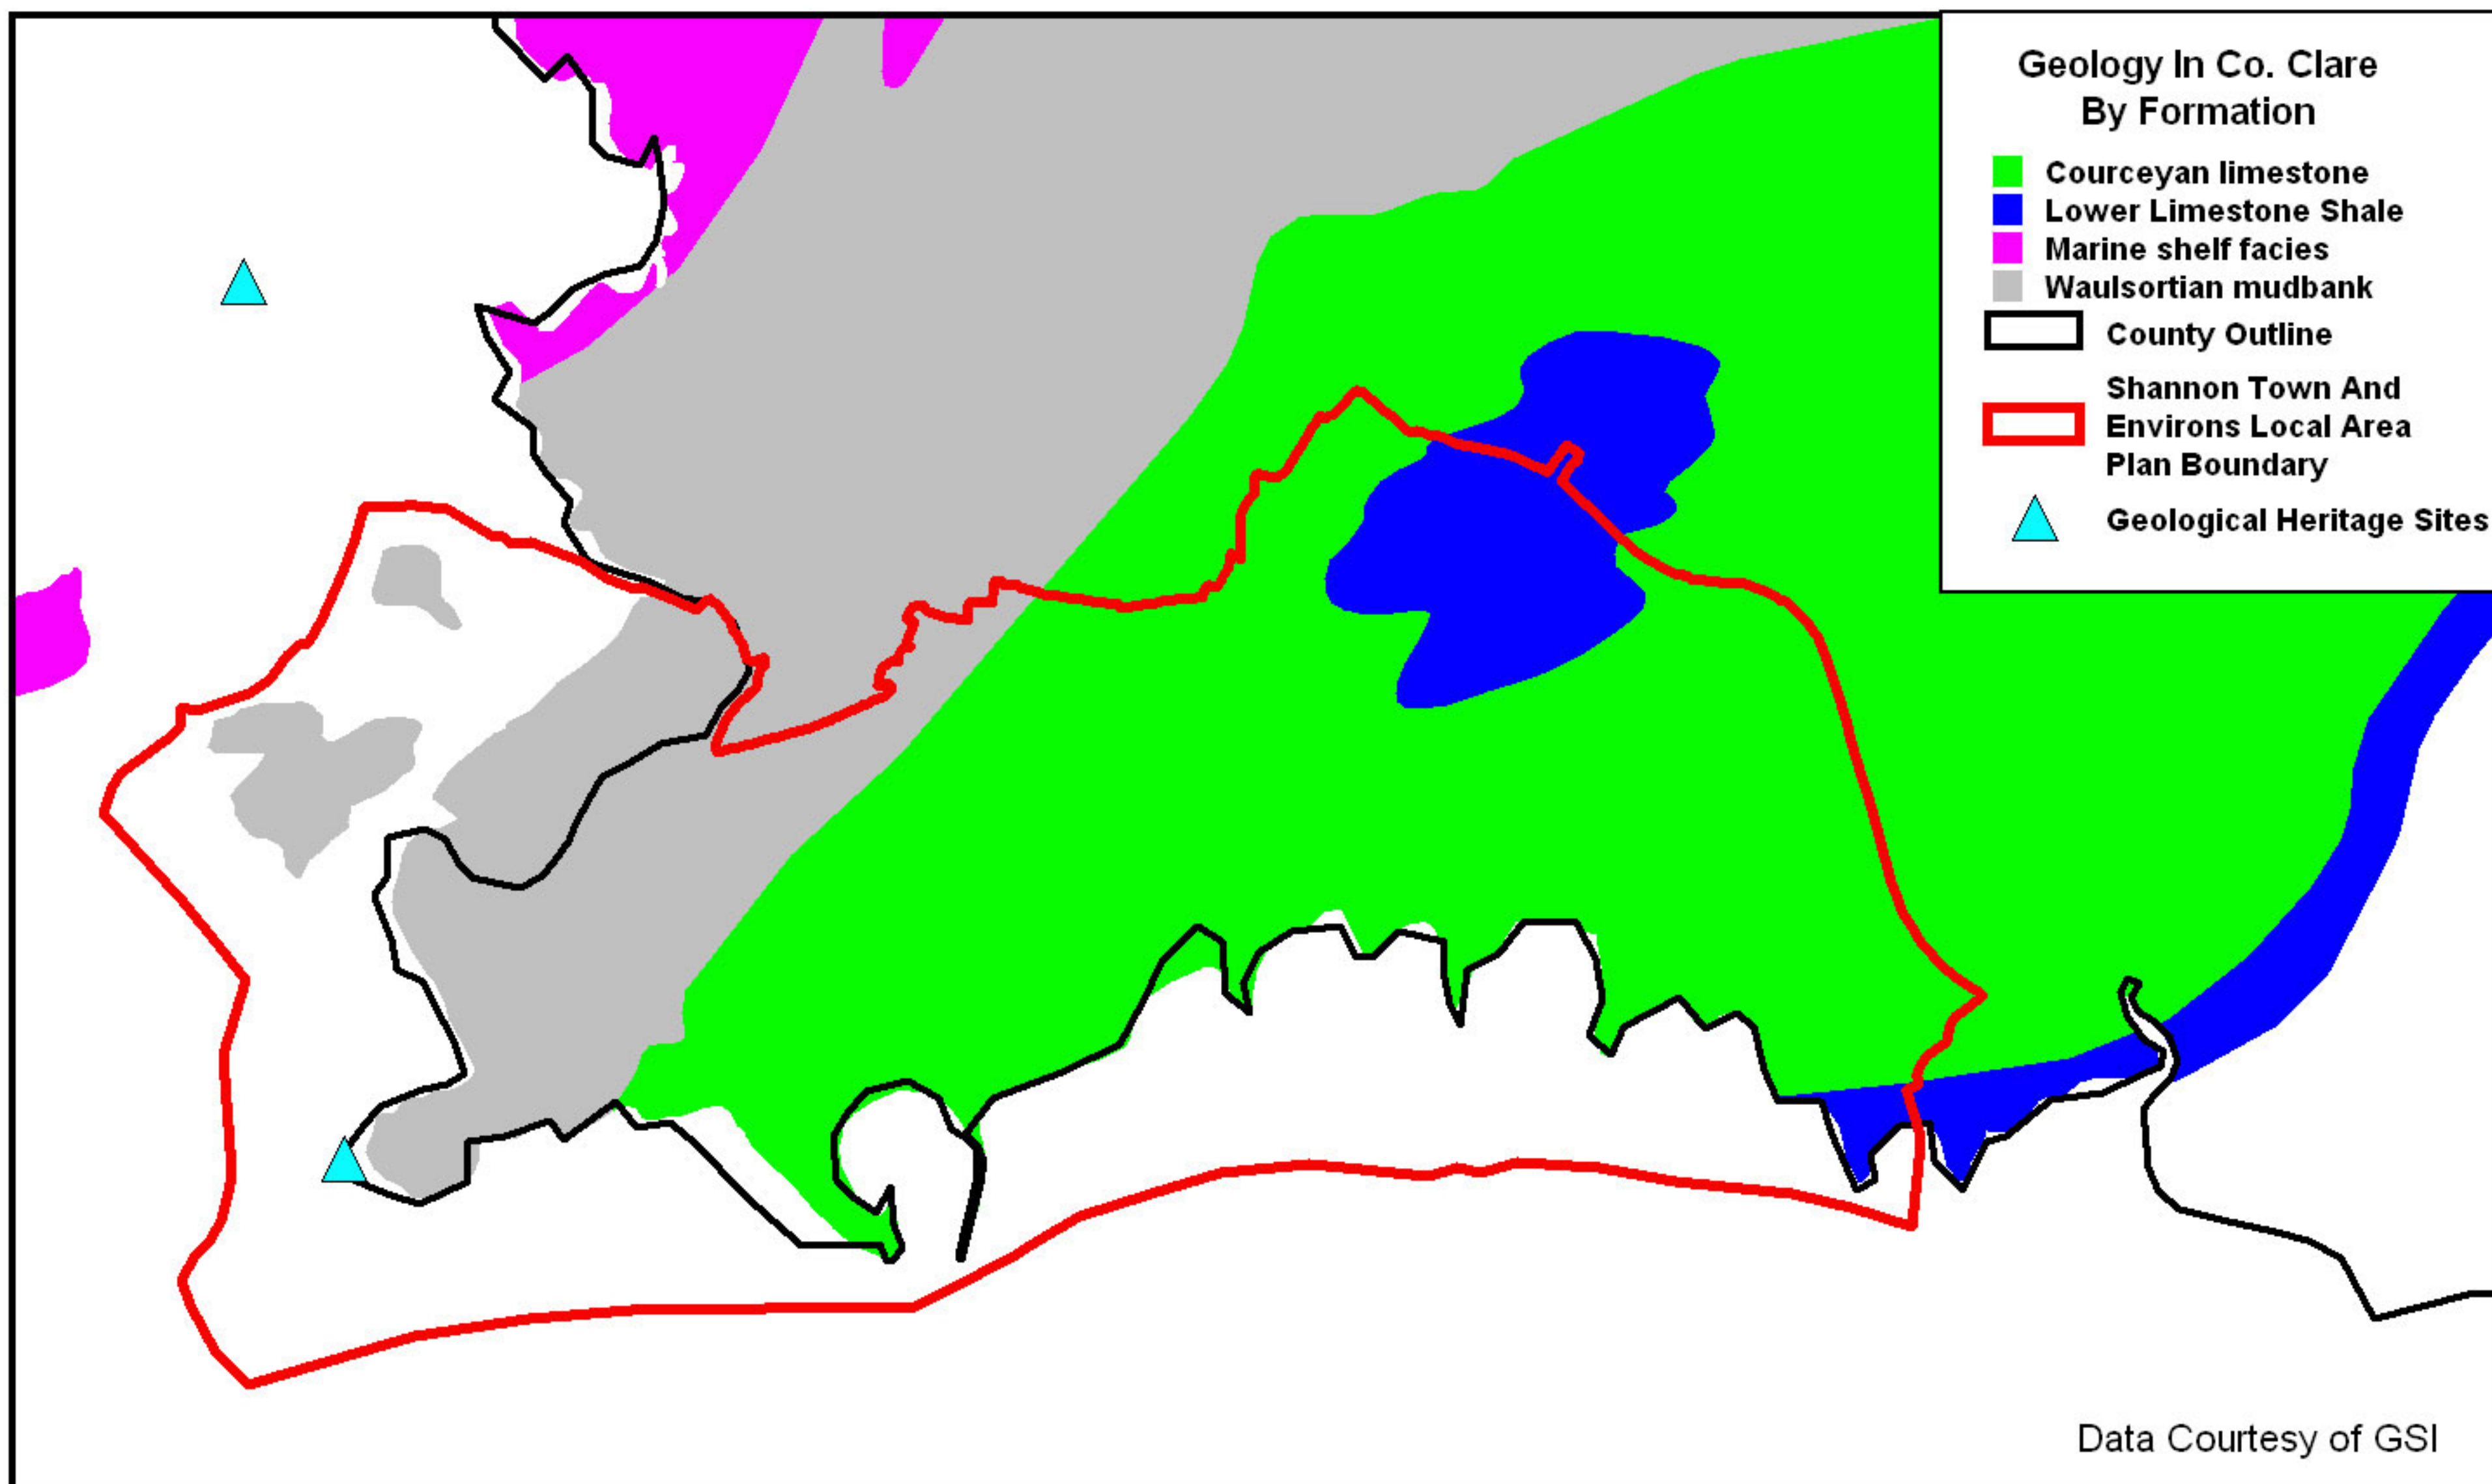 Geology In Co. Clare
By Formation
Courceyan limestone
Lower Limestone Shale
Marine shelf facies
Waulsortian mudbank
County Outline
Shannon Town And
Environs Local Area
Plan Boundary
Geological Heritage Sites
Data Courtesy of GSI